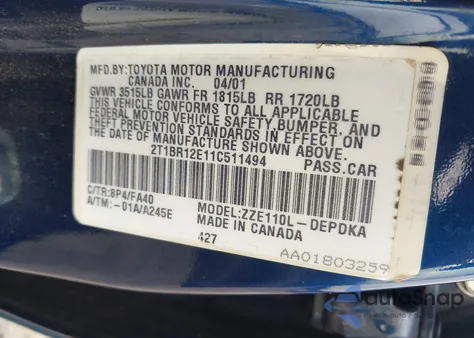 MFD.BY:TOYOTA MOTOR MANUFACTURING
CANADA INC. 04/01
GVWR 3515LB GAWR FR 1815LB RR 1720LB
THIS VEHICLE CONFORMS TO ALL APPLICABLE
FEDERAL MOTOR VEHICLE SAFETY, BUMPER, AND
THEFT PREVENTION STANDARDS IN EFFECT ON
THE DATE OF MANUFACTURE SHOWN ABOVE.
2T1BR12E11C511494 PASS.CAR
C/TR:8P4/FA40 MODEL:ZZE110L-DEPDKA
A/TM:-01A/A245E MADE IN CANADA
427
AA01803259
autoSnap